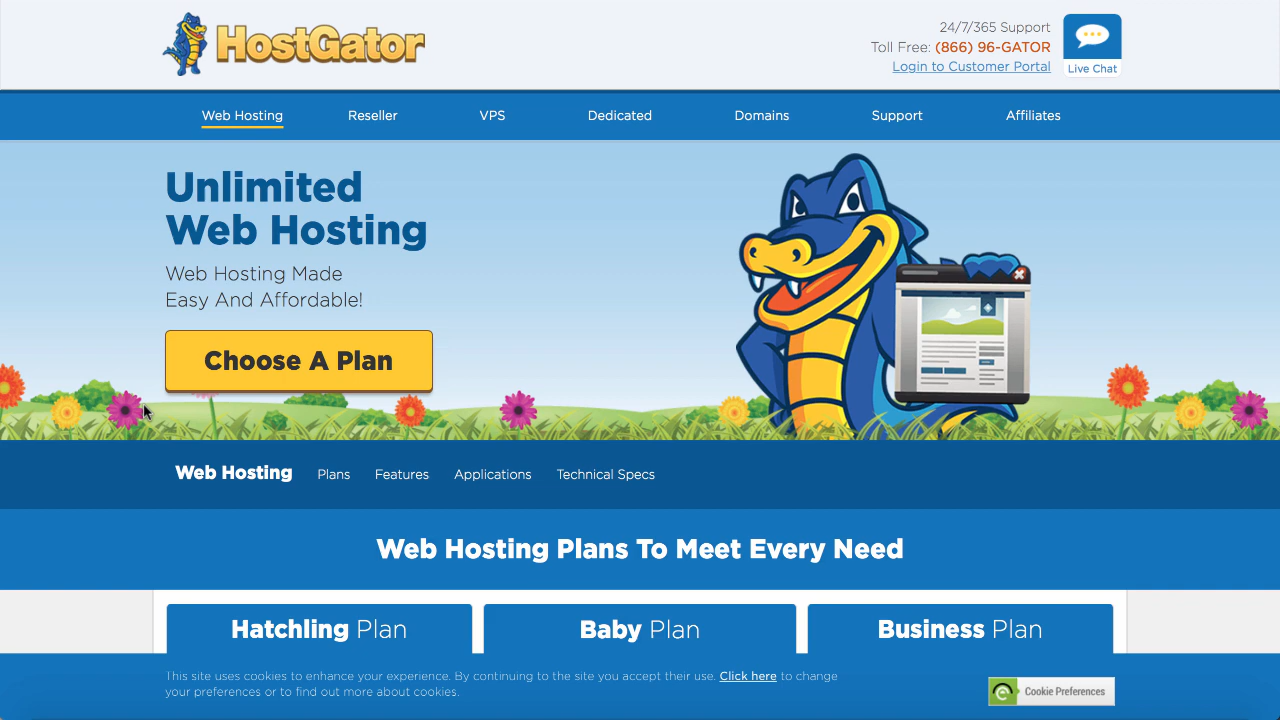 HostGator
24/7/365 Support
Toll Free: (866) 96-GATOR
Login to Customer Portal
Live Chat
Web Hosting Reseller VPS Dedicated Domains Support Affiliates
Unlimited
Web Hosting
Web Hosting Made
Easy And Affordable!
Choose A Plan
Web Hosting Plans Features Applications Technical Specs
Web Hosting Plans To Meet Every Need
Hatchling Plan Baby Plan Business Plan
This site uses cookies to enhance your experience. By continuing to the site you accept their use. Click here to change
your preferences or to find out more about cookies.
Cookie Preferences